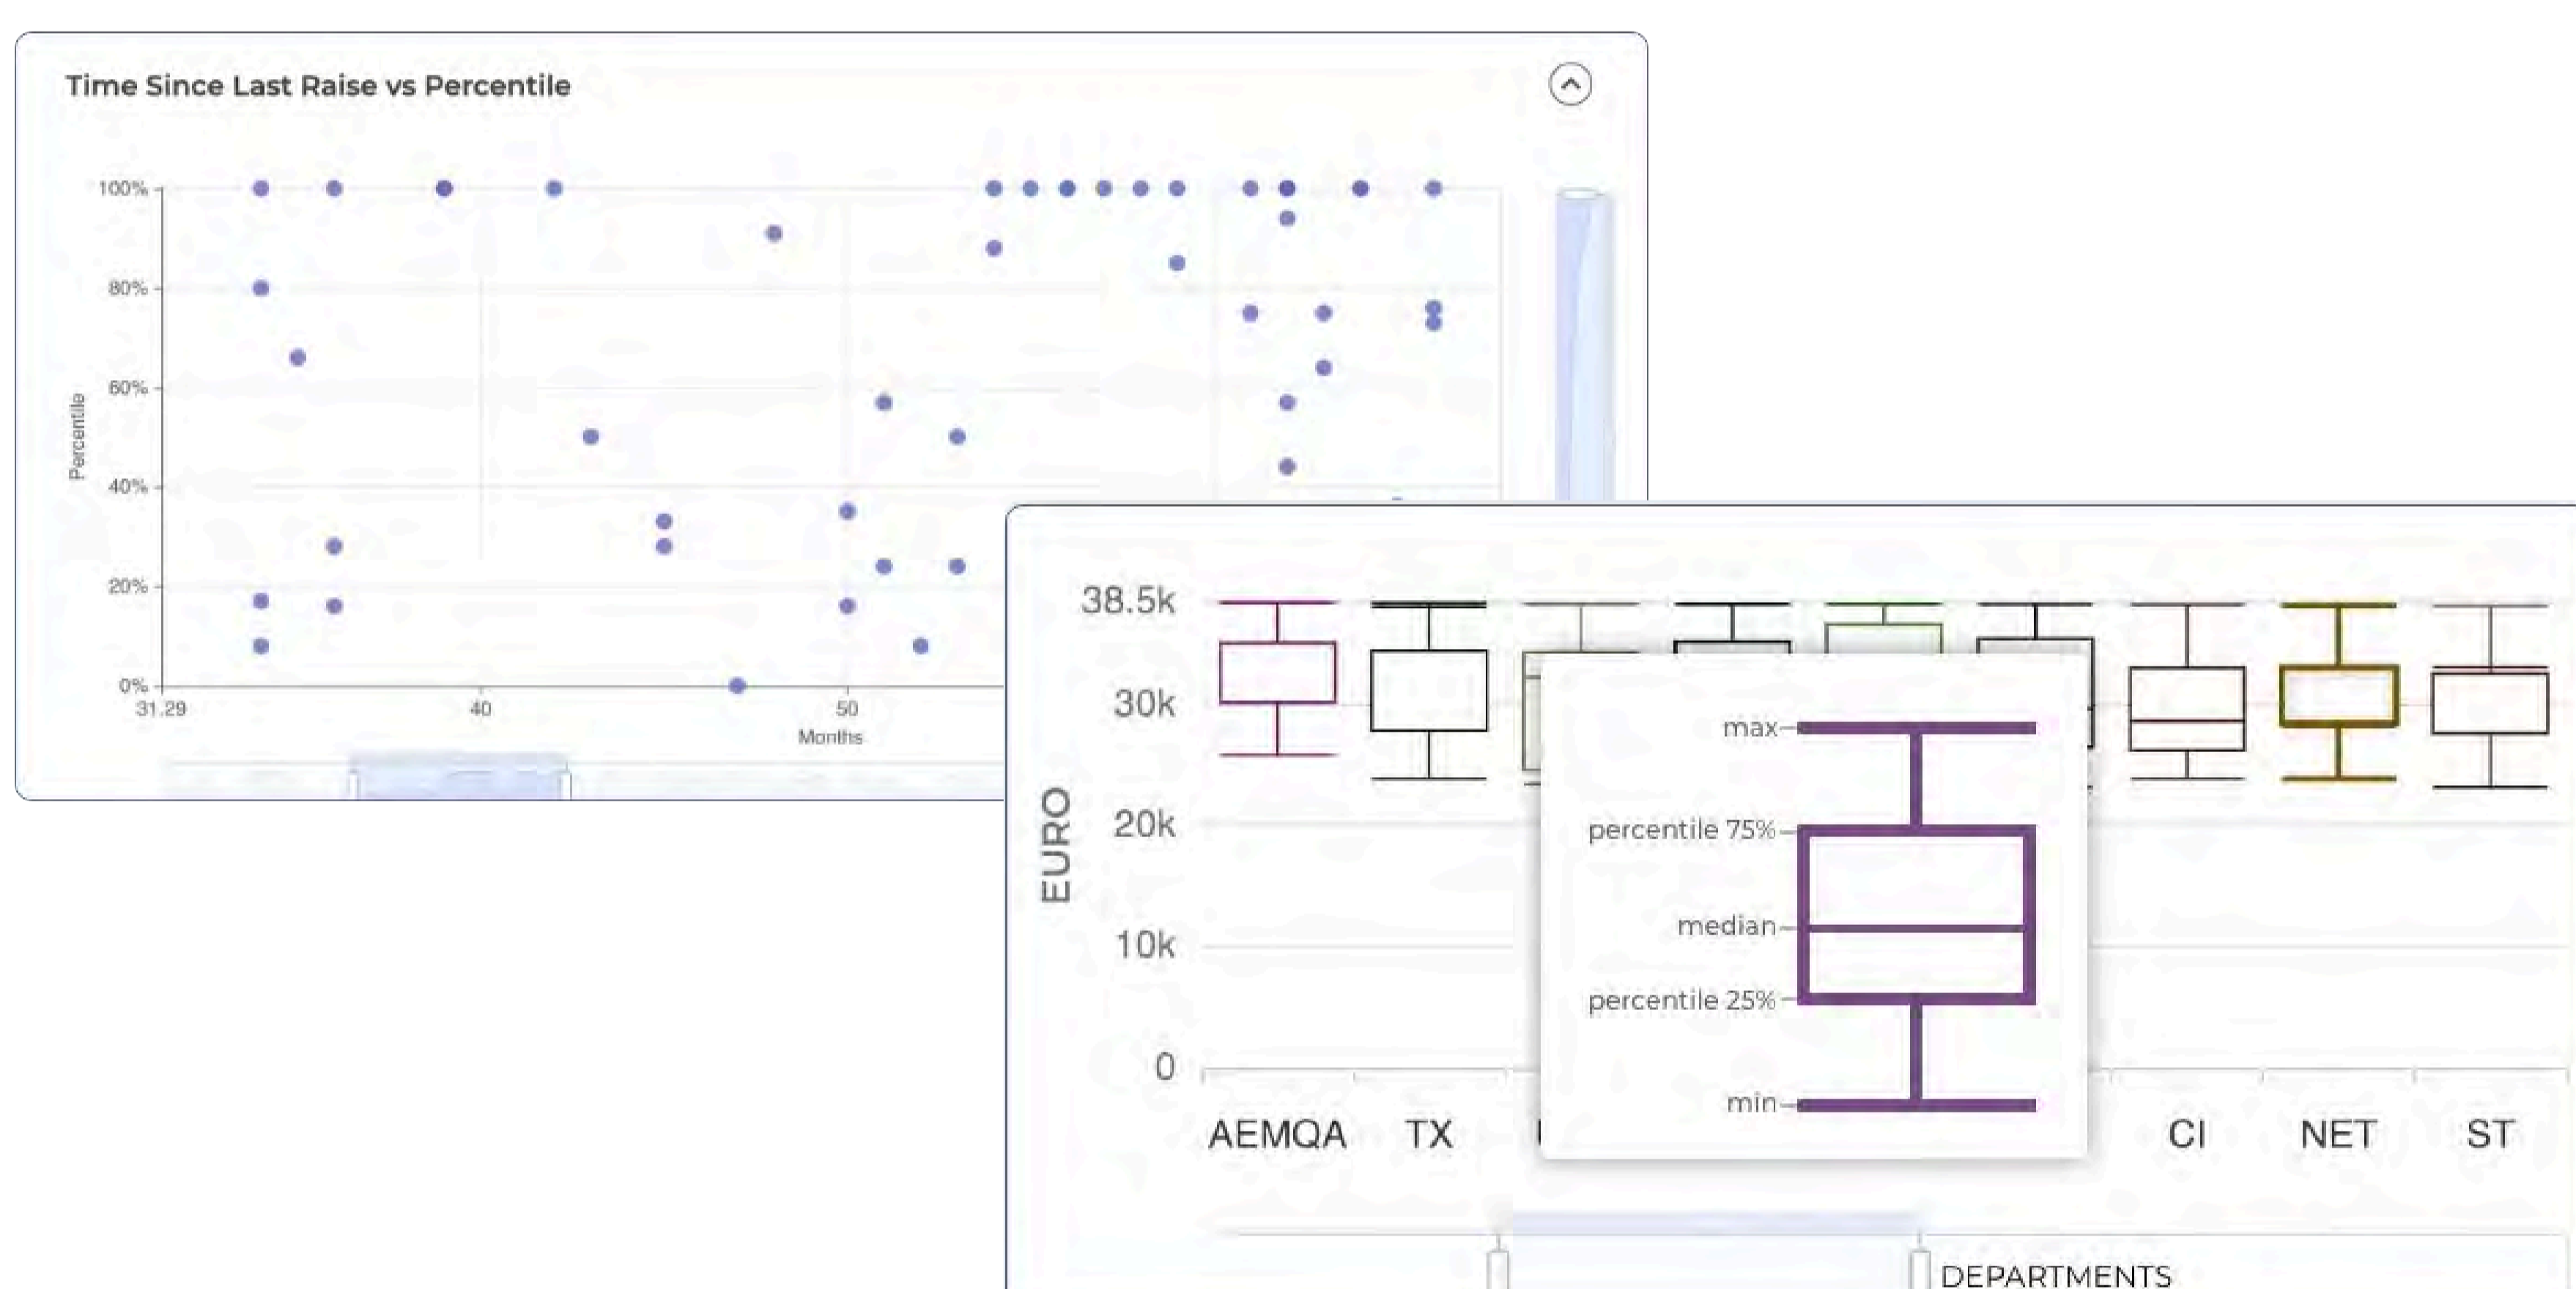 Time Since Last Raise vs Percentile
100%
80%
60%
40%
20%
0%
Percentile
31.29 40 50
Months
38.5k
30k
20k
10k
0
EURO
max
percentile 75%
median
percentile 25%
min
AEMQA TX CI NET ST
DEPARTMENTS